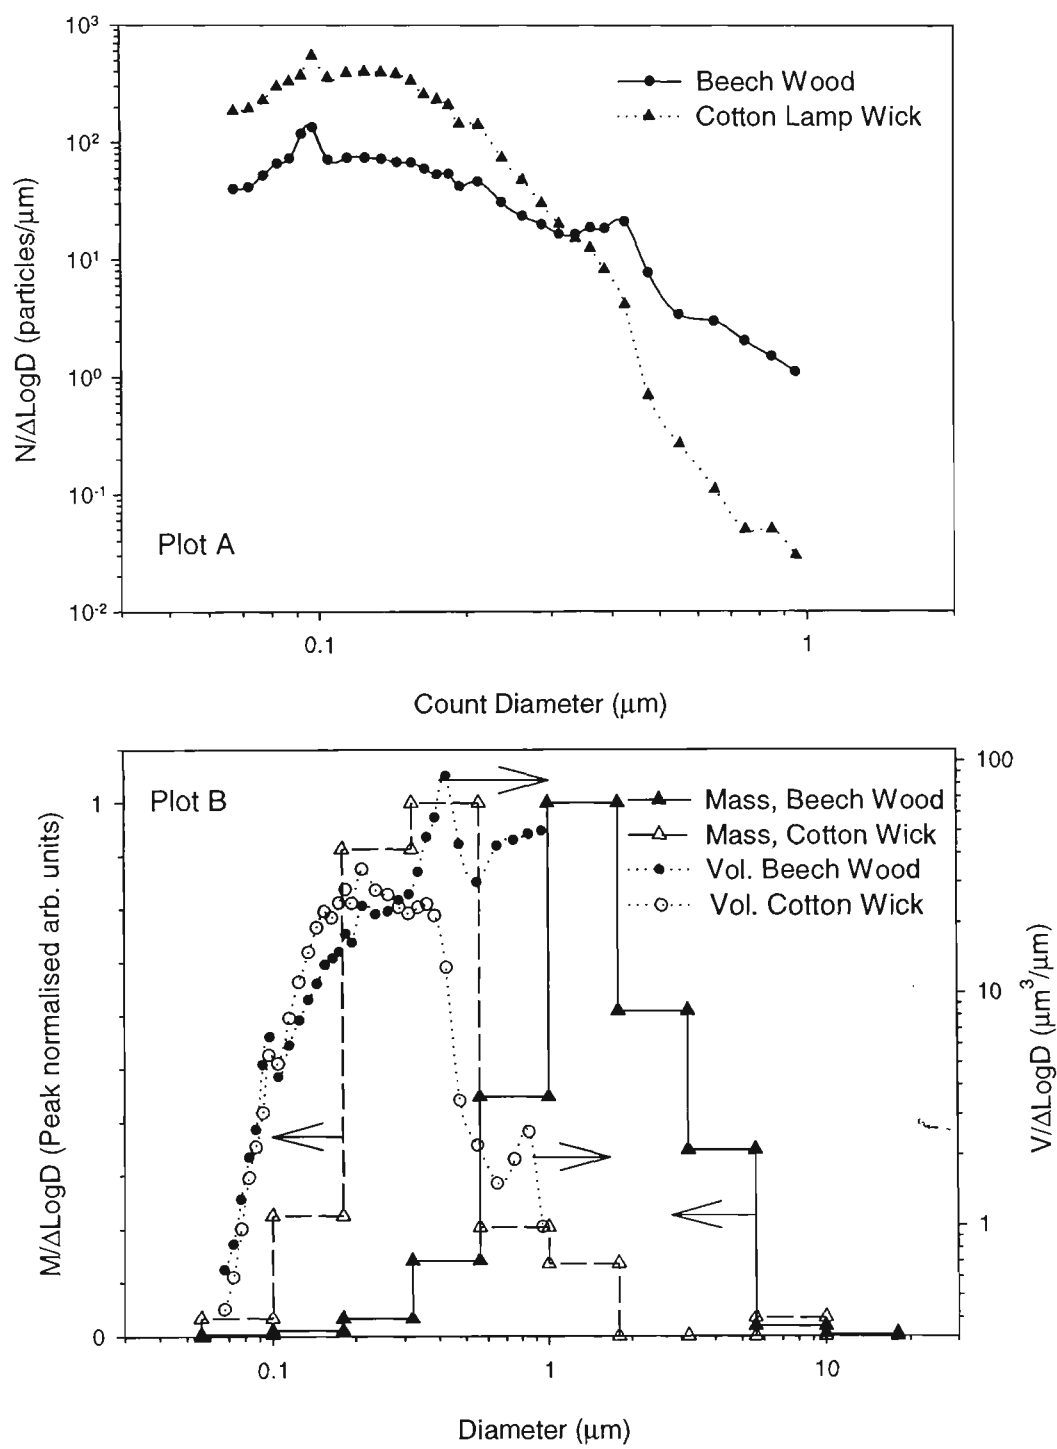 10³
10²
10¹
10⁰
10⁻¹
10⁻²
N/ΔLogD (particles/μm)
Beech Wood
Cotton Lamp Wick
Plot A
0.1
1
Count Diameter (μm)
Plot B
1
0
M/ΔLogD (Peak normalised arb. units)
Mass, Beech Wood
Mass, Cotton Wick
Vol. Beech Wood
Vol. Cotton Wick
100
10
1
V/ΔLogD (μm³/μm)
0.1
1
10
Diameter (μm)